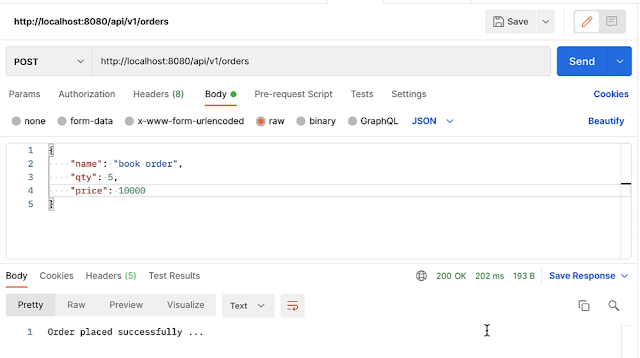 http://localhost:8080/api/v1/orders
Save
POST http://localhost:8080/api/v1/orders Send
Params Authorization Headers (8) Body Pre-request Script Tests Settings Cookies
none form-data x-www-form-urlencoded raw binary GraphQL JSON Beautify
1 {
2 "name": "book order",
3 "qty": 5,
4 "price": 10000
5 }
Body Cookies Headers (5) Test Results 200 OK 202 ms 193 B Save Response
Pretty Raw Preview Visualize Text
1 Order placed successfully ...